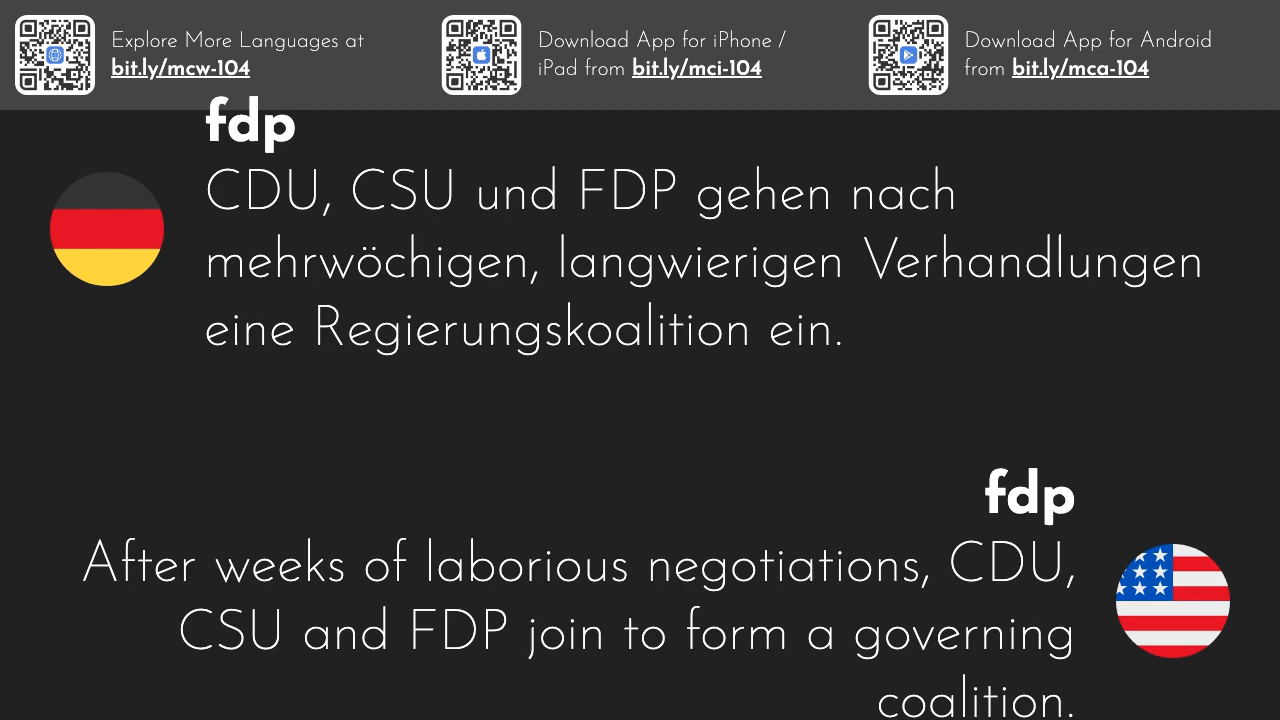 Explore More Languages at
bit.ly/mcw-104
Download App for iPhone /
iPad from bit.ly/mci-104
Download App for Android
from bit.ly/mca-104
fdp
CDU, CSU und FDP gehen nach
mehrwöchigen, langwierigen Verhandlungen
eine Regierungskoalition ein.
fdp
After weeks of laborious negotiations, CDU,
CSU and FDP join to form a governing
coalition.